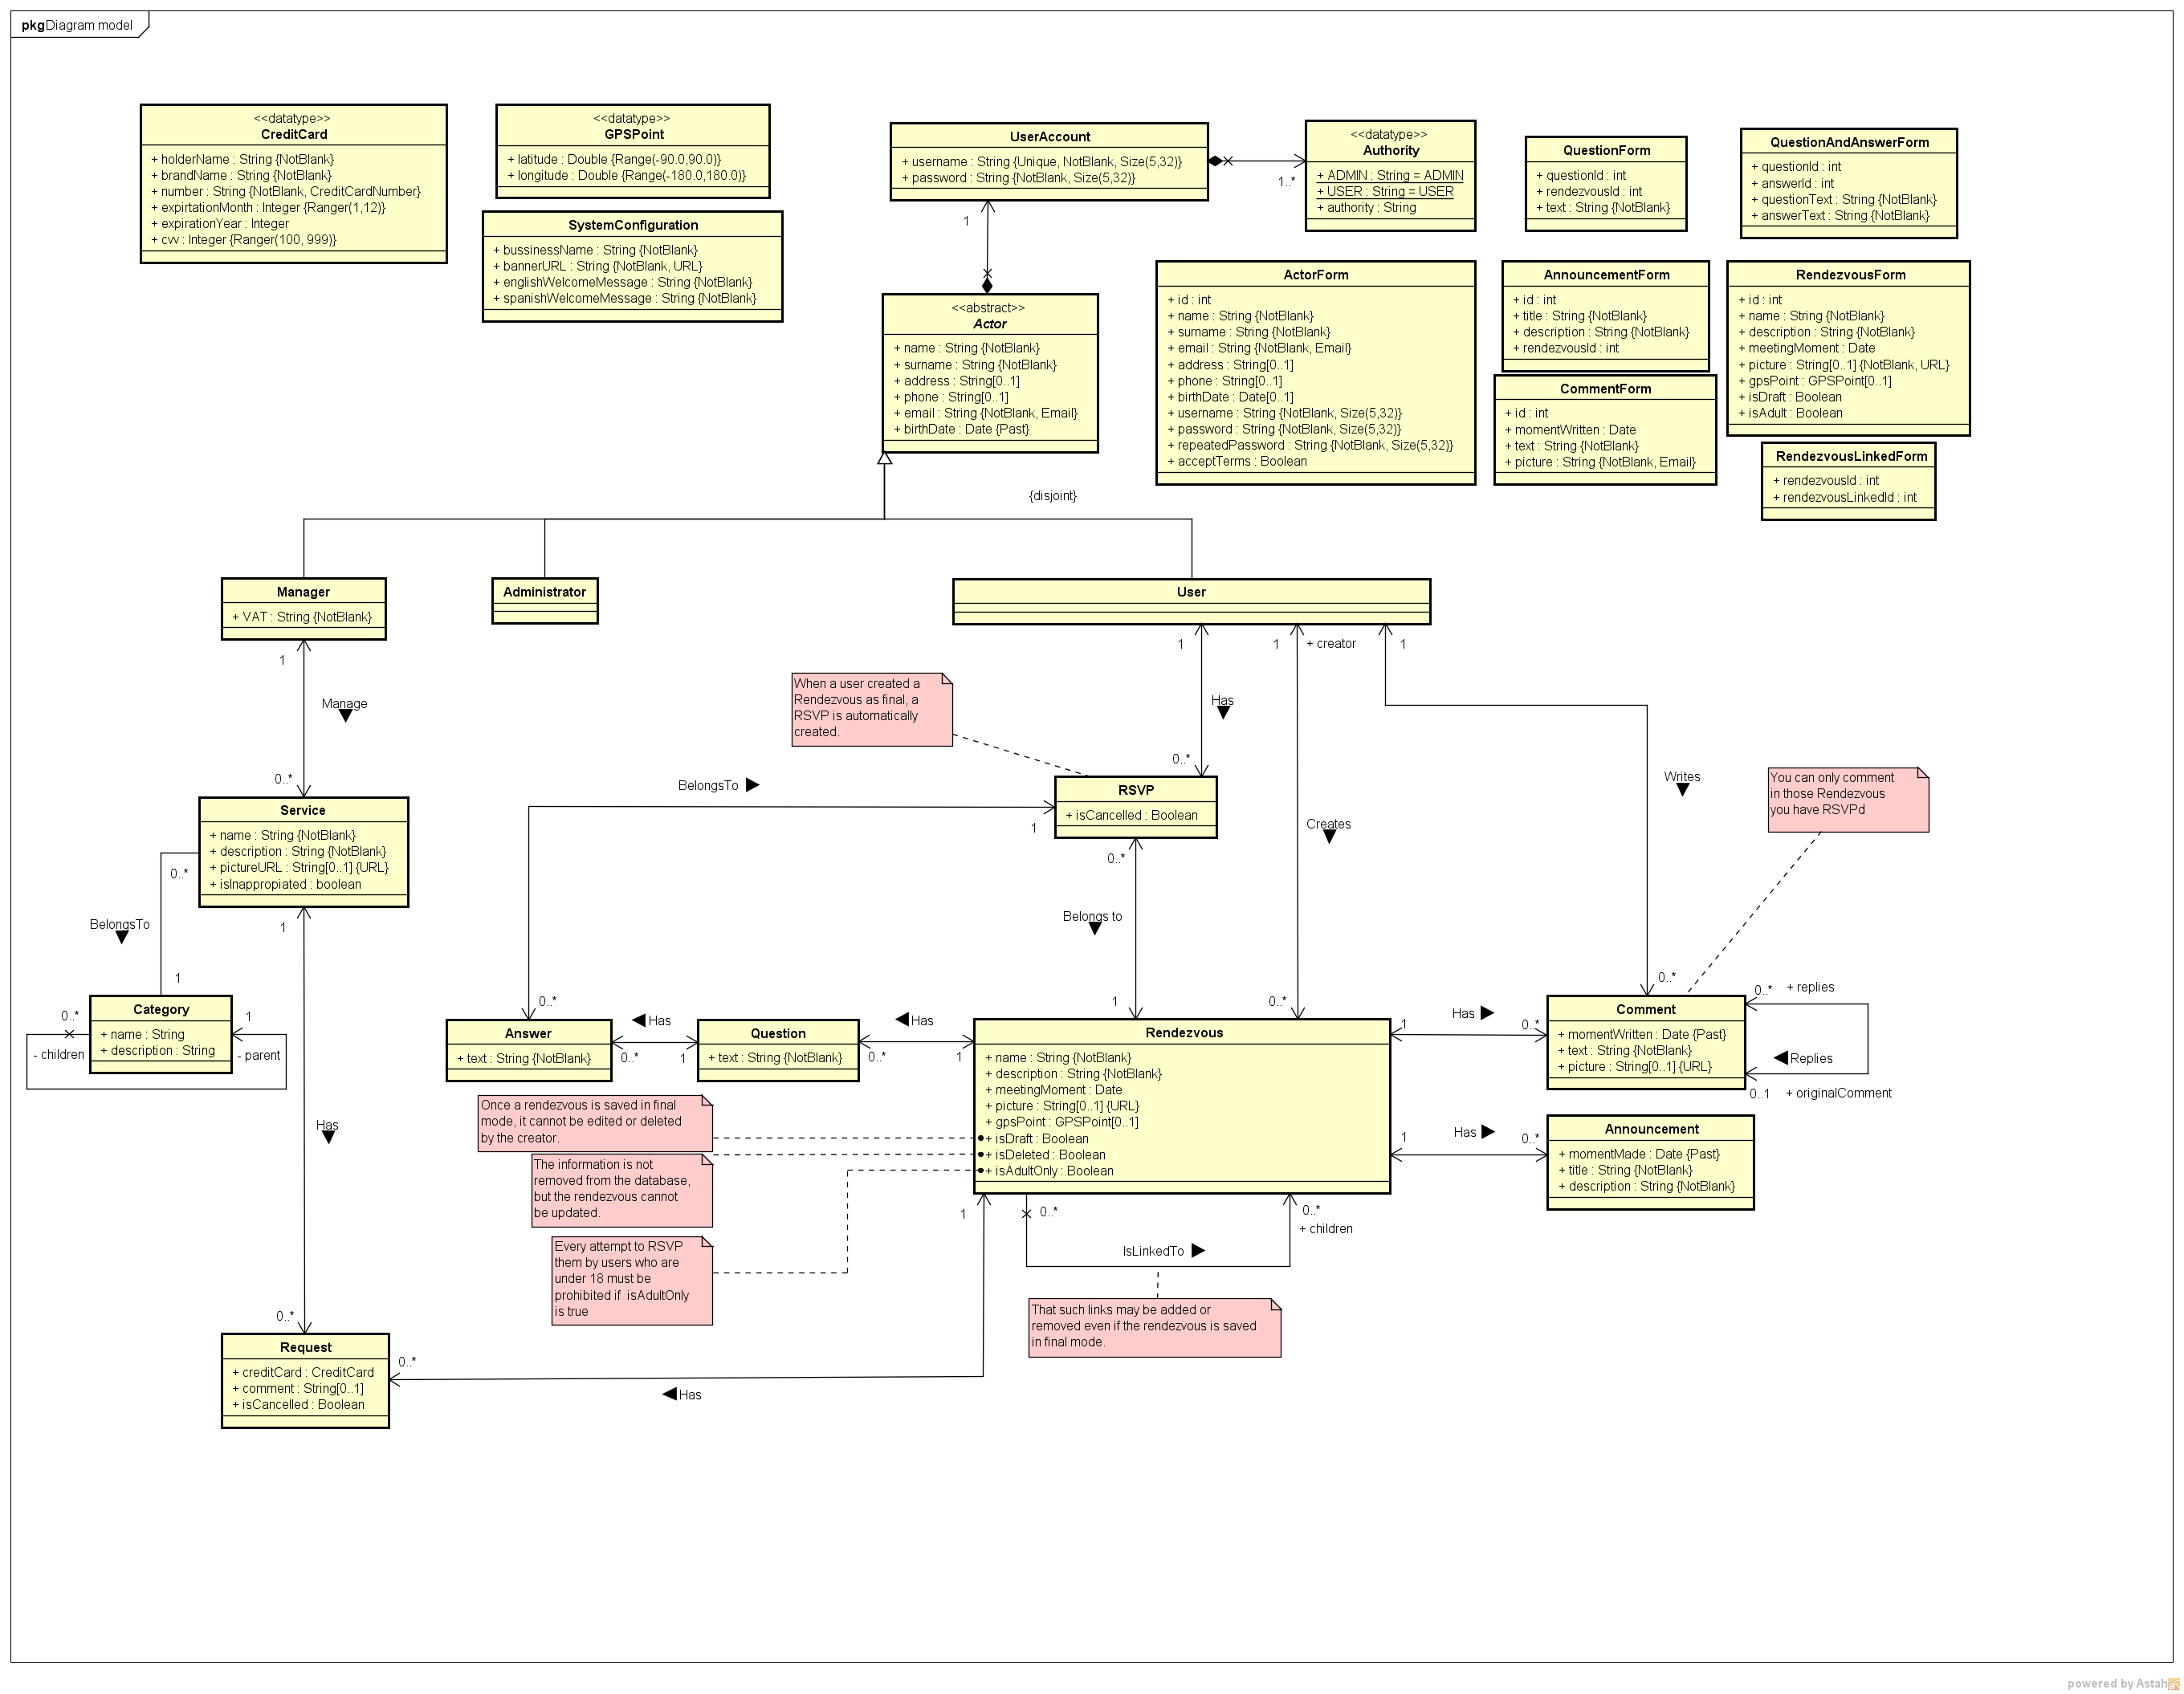 pkg Diagram model
<<datatype>>
CreditCard
+ holderName : String {NotBlank}
+ brandName : String {NotBlank}
+ number : String {NotBlank, CreditCardNumber}
+ expirtationMonth : Integer {Ranger(1,12)}
+ expirationYear : Integer
+ cvv : Integer {Ranger(100, 999)}
<<datatype>>
GPSPoint
+ latitude : Double {Range(-90.0,90.0)}
+ longitude : Double {Range(-180.0,180.0)}
SystemConfiguration
+ bussinessName : String {NotBlank}
+ bannerURL : String {NotBlank, URL}
+ englishWelcomeMessage : String {NotBlank}
+ spanishWelcomeMessage : String {NotBlank}
UserAccount
+ username : String {Unique, NotBlank, Size(5,32)}
+ password : String {NotBlank, Size(5,32)}
1..*
<<datatype>>
Authority
+ ADMIN : String = ADMIN
+ USER : String = USER
+ authority : String
QuestionForm
+ questionId : int
+ rendezvousId : int
+ text : String {NotBlank}
QuestionAndAnswerForm
+ questionId : int
+ answerId : int
+ questionText : String {NotBlank}
+ answerText : String {NotBlank}
1
<<abstract>>
Actor
+ name : String {NotBlank}
+ surname : String {NotBlank}
+ address : String[0..1]
+ phone : String[0..1]
+ email : String {NotBlank, Email}
+ birthDate : Date {Past}
ActorForm
+ id : int
+ name : String {NotBlank}
+ surname : String {NotBlank}
+ email : String {NotBlank, Email}
+ address : String[0..1]
+ phone : String[0..1]
+ birthDate : Date[0..1]
+ username : String {NotBlank, Size(5,32)}
+ password : String {NotBlank, Size(5,32)}
+ repeatedPassword : String {NotBlank, Size(5,32)}
+ acceptTerms : Boolean
AnnouncementForm
+ id : int
+ title : String {NotBlank}
+ description : String {NotBlank}
+ rendezvousId : int
CommentForm
+ id : int
+ momentWritten : Date
+ text : String {NotBlank}
+ picture : String {NotBlank, Email}
RendezvousForm
+ id : int
+ name : String {NotBlank}
+ description : String {NotBlank}
+ meetingMoment : Date
+ picture : String[0..1] {NotBlank, URL}
+ gpsPoint : GPSPoint[0..1]
+ isDraft : Boolean
+ isAdult : Boolean
RendezvousLinkedForm
+ rendezvousId : int
+ rendezvousLinkedId : int
{disjoint}
Manager
+ VAT : String {NotBlank}
Administrator
User
1
Manage
0..*
1
Has
0..*
1
+ creator
Creates
0..*
1
Writes
0..*
When a user created a
Rendezvous as final, a
RSVP is automatically
created.
You can only comment
in those Rendezvous
you have RSVPd
Service
+ name : String {NotBlank}
+ description : String {NotBlank}
+ pictureURL : String[0..1] {URL}
+ isInappropiated : boolean
0..*
BelongsTo
1
1
Has
0..*
BelongsTo
1
0..*
RSVP
+ isCancelled : Boolean
0..*
Belongs to
1
Category
+ name : String
+ description : String
0..*
- children
1
- parent
Answer
+ text : String {NotBlank}
Has
0..*
1
Question
+ text : String {NotBlank}
Has
0..*
1
Rendezvous
+ name : String {NotBlank}
+ description : String {NotBlank}
+ meetingMoment : Date
+ picture : String[0..1] {URL}
+ gpsPoint : GPSPoint[0..1]
+ isDraft : Boolean
+ isDeleted : Boolean
+ isAdultOnly : Boolean
1
Has
0..*
Comment
+ momentWritten : Date {Past}
+ text : String {NotBlank}
+ picture : String[0..1] {URL}
0..*
+ replies
Replies
0..1
+ originalComment
1
Has
0..*
Announcement
+ momentMade : Date {Past}
+ title : String {NotBlank}
+ description : String {NotBlank}
Once a rendezvous is saved in final
mode, it cannot be edited or deleted
by the creator.
The information is not
removed from the database,
but the rendezvous cannot
be updated.
Every attempt to RSVP
them by users who are
under 18 must be
prohibited if isAdultOnly
is true
1
0..*
IsLinkedTo
0..*
+ children
That such links may be added or
removed even if the rendezvous is saved
in final mode.
Request
+ creditCard : CreditCard
+ comment : String[0..1]
+ isCancelled : Boolean
0..*
Has
powered by Astah